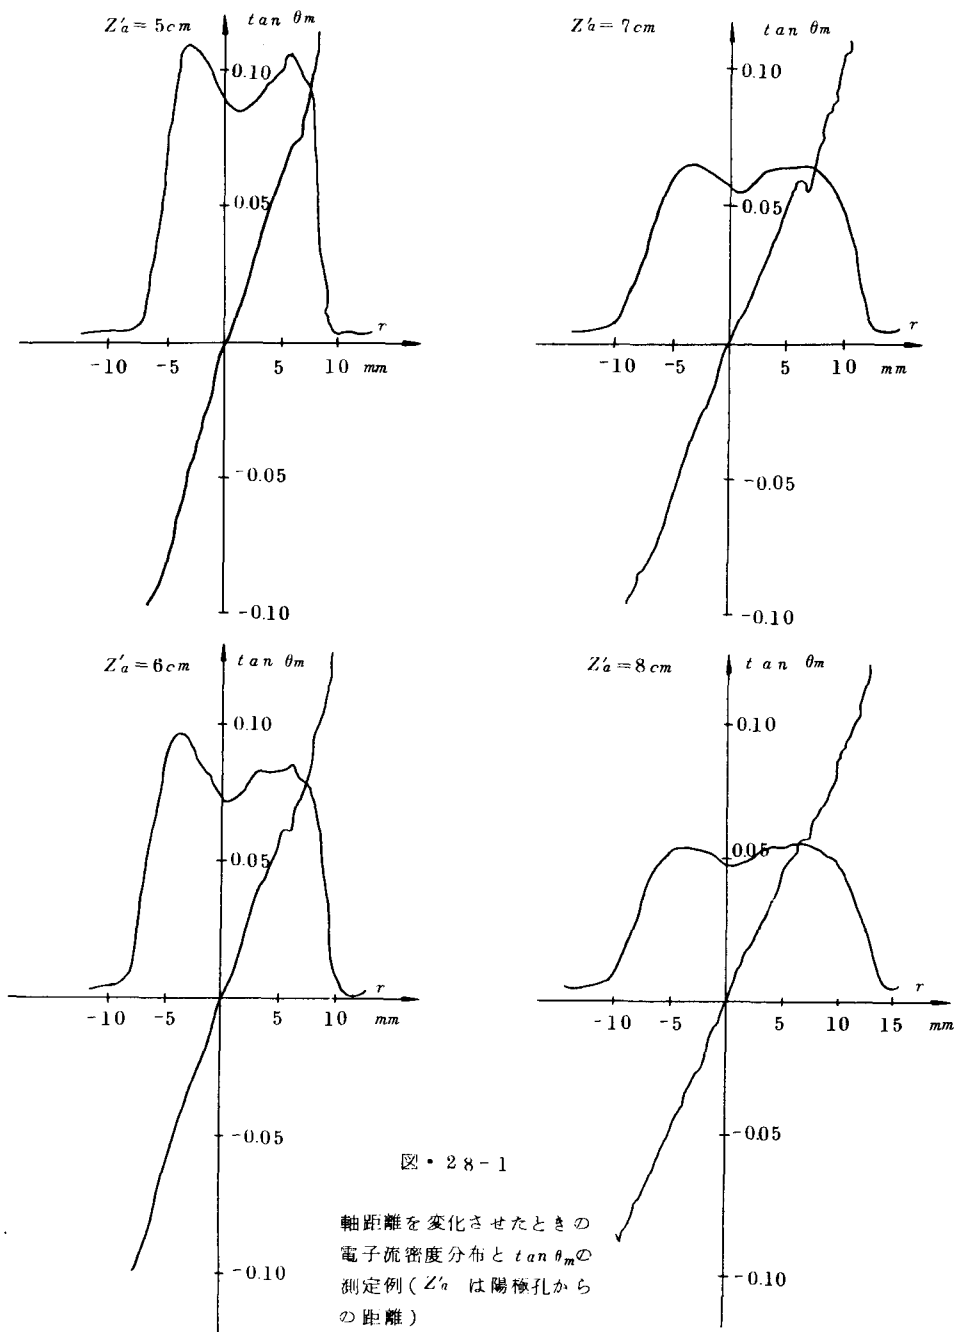 Z'a = 5cm
tan θm
0.10
0.05
r
-10 -5 5 10 mm
-0.05
-0.10
Z'a = 7cm
tan θm
0.10
0.05
r
-10 -5 5 10 mm
-0.05
-0.10
Z'a = 6cm
tan θm
0.10
0.05
r
-10 -5 5 10 mm
-0.05
-0.10
Z'a = 8cm
tan θm
0.10
0.05
r
-10 -5 5 10 15 mm
-0.05
-0.10
図・28-1
軸距離を変化させたときの
電子流密度分布と tan θmの
測定例(Z'a は陽極孔から
の距離)